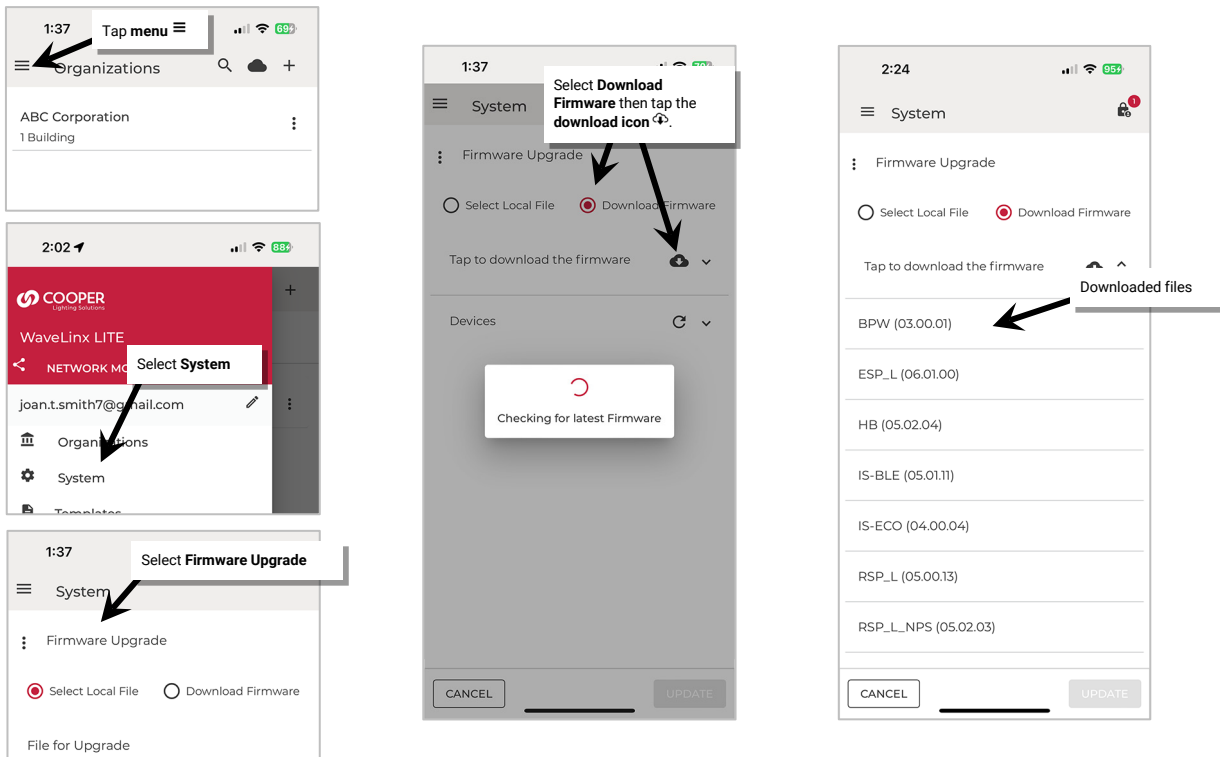 1:37
69
Tap menu
Organizations
ABC Corporation
1 Building
2:02
88
COOPER
Lighting Solutions
WaveLinx LITE
NETWORK MO
Select System
joan.t.smith7@gmail.com
Organizations
System
Templates
1:37
Select Firmware Upgrade
System
Firmware Upgrade
Select Local File
Download Firmware
File for Upgrade
1:37
Select Download
Firmware then tap the
download icon .
System
Firmware Upgrade
Select Local File
Download Firmware
Tap to download the firmware
Devices
Checking for latest Firmware
CANCEL
UPDATE
2:24
95
System
1
Firmware Upgrade
Select Local File
Download Firmware
Tap to download the firmware
Downloaded files
BPW (03.00.01)
ESP_L (06.01.00)
HB (05.02.04)
IS-BLE (05.01.11)
IS-ECO (04.00.04)
RSP_L (05.00.13)
RSP_L_NPS (05.02.03)
CANCEL
UPDATE